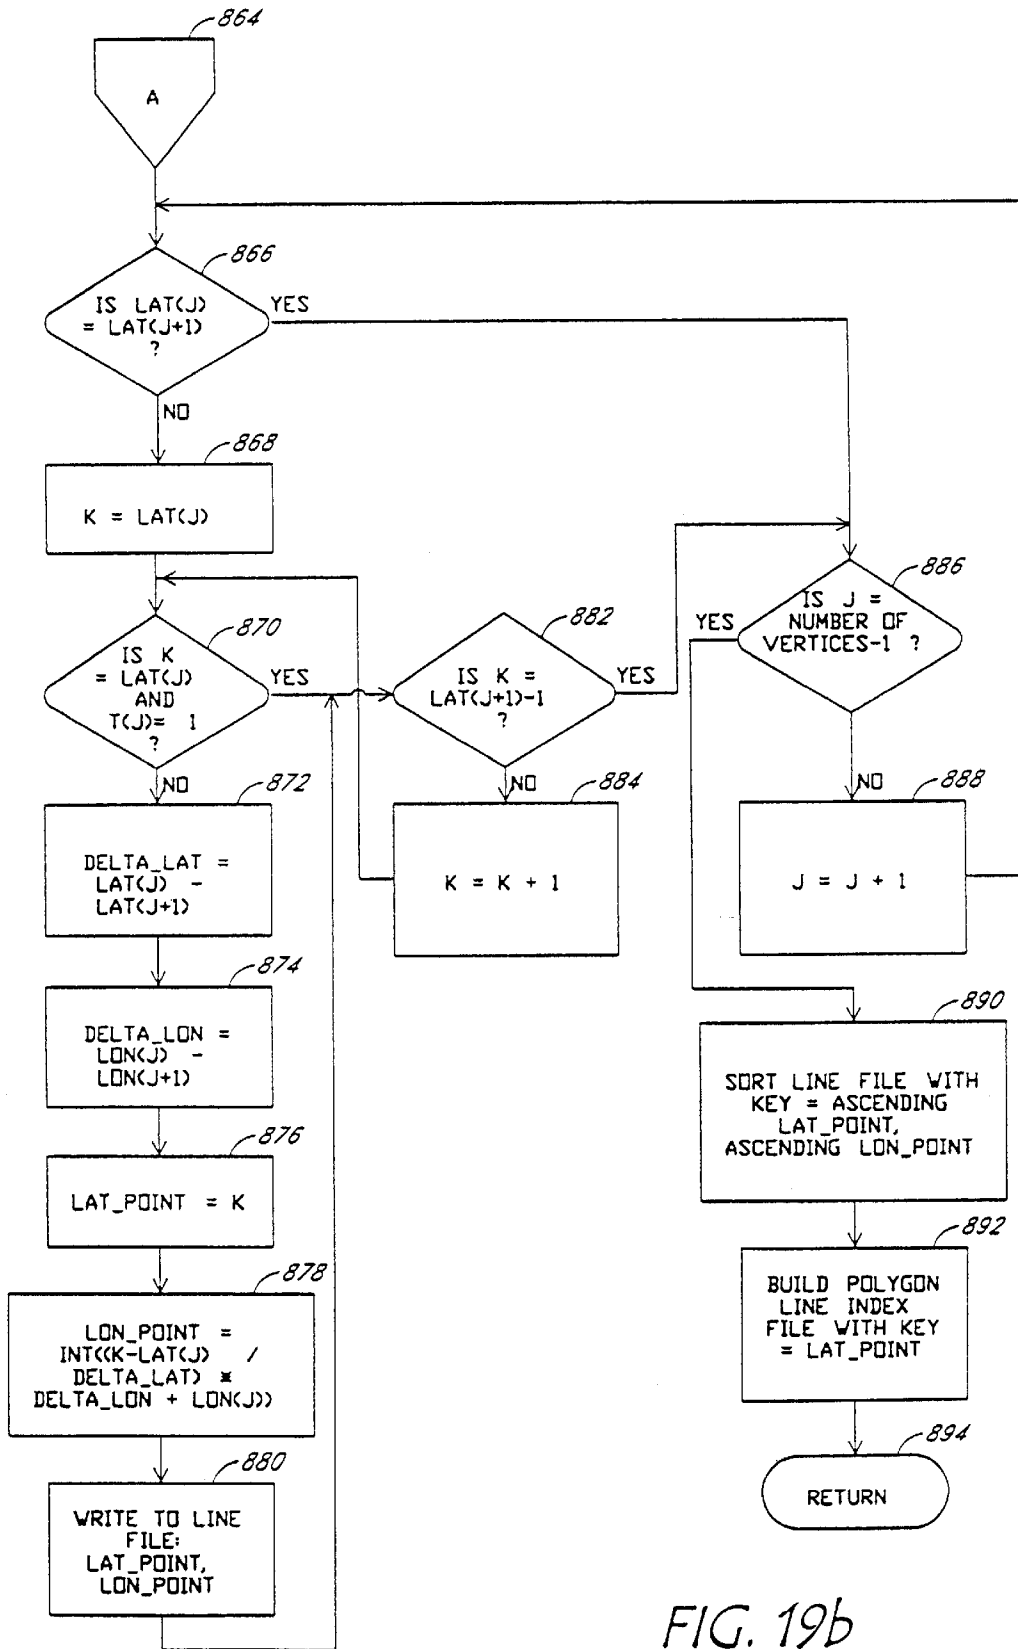 864
A
866
IS LAT(J)
= LAT(J+1)
?
YES
NO
868
K = LAT(J)
870
IS K
= LAT(J)
AND
T(J)= 1
?
YES
NO
872
DELTA_LAT =
LAT(J) -
LAT(J+1)
874
DELTA_LON =
LON(J) -
LON(J+1)
876
LAT_POINT = K
878
LON_POINT =
INT((K-LAT(J) /
DELTA_LAT) *
DELTA_LON + LON(J))
880
WRITE TO LINE
FILE:
LAT_POINT,
LON_POINT
882
IS K =
LAT(J+1)-1
?
YES
NO
884
K = K + 1
886
IS J =
NUMBER OF
VERTICES-1 ?
YES
NO
888
J = J + 1
890
SORT LINE FILE WITH
KEY = ASCENDING
LAT_POINT,
ASCENDING LON_POINT
892
BUILD POLYGON
LINE INDEX
FILE WITH KEY
= LAT_POINT
894
RETURN
FIG. 19b